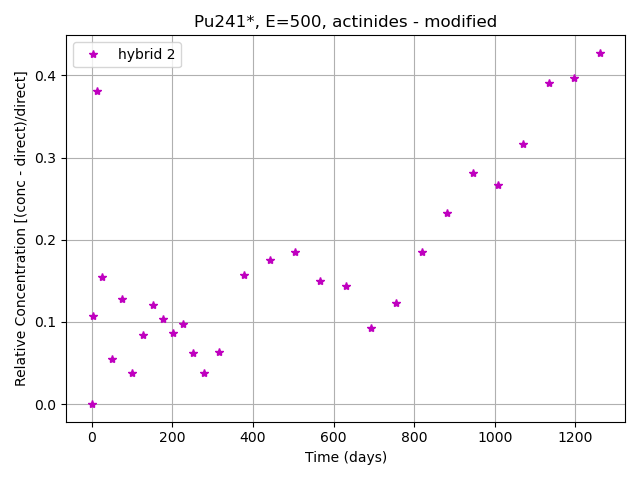 Pu241*, E=500, actinides - modified
hybrid 2
Relative Concentration [(conc - direct)/direct]
0.4
0.3
0.2
0.1
0.0
0 200 400 600 800 1000 1200
Time (days)